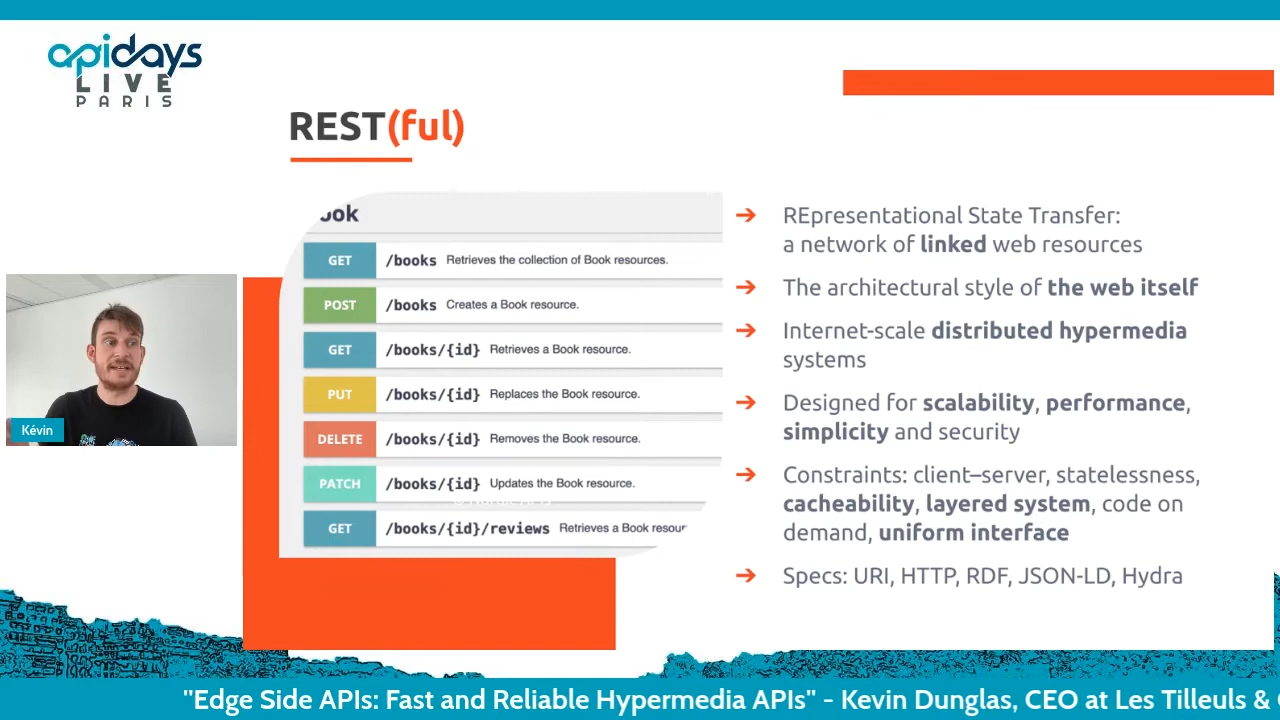 apidays
LIVE
PARIS
REST(ful)
ook
GET /books Retrieves the collection of Book resources.
POST /books Creates a Book resource.
GET /books/{id} Retrieves a Book resource.
PUT /books/{id} Replaces the Book resource.
DELETE /books/{id} Removes the Book resource.
PATCH /books/{id} Updates the Book resource.
GET /books/{id}/reviews Retrieves a Book resour
➔ REpresentational State Transfer:
a network of linked web resources
➔ The architectural style of the web itself
➔ Internet-scale distributed hypermedia
systems
➔ Designed for scalability, performance,
simplicity and security
➔ Constraints: client–server, statelessness,
cacheability, layered system, code on
demand, uniform interface
➔ Specs: URI, HTTP, RDF, JSON-LD, Hydra
Kévin
"Edge Side APIs: Fast and Reliable Hypermedia APIs" - Kevin Dunglas, CEO at Les Tilleuls &